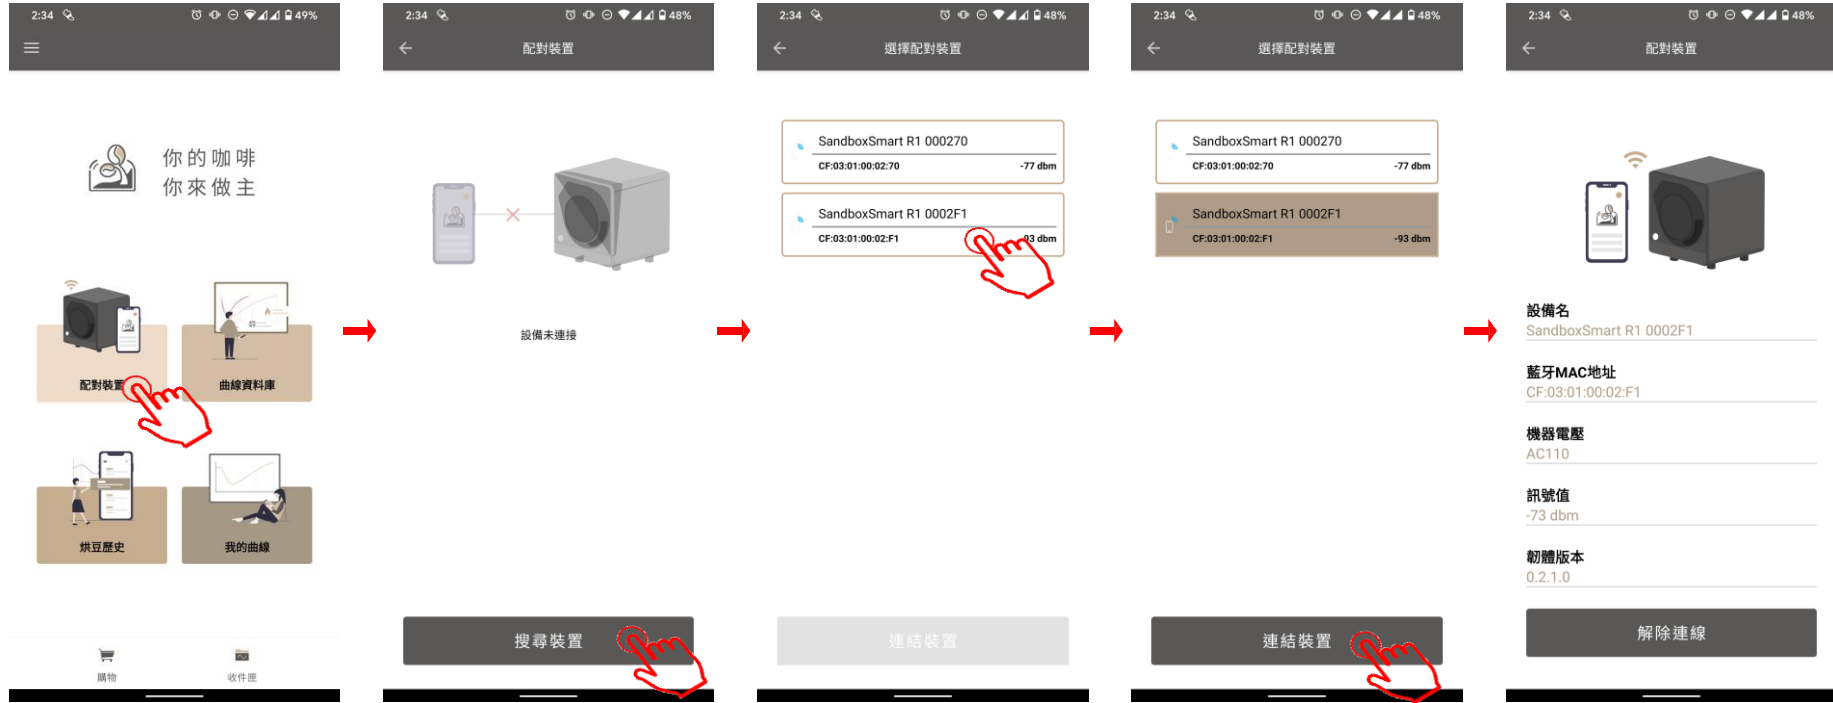 2:34
49%
你的咖啡
你來做主
配對裝置
曲線資料庫
烘豆歷史
我的曲線
購物
收件匣
2:34
48%
配對裝置
設備未連接
搜尋裝置
2:34
48%
選擇配對裝置
SandboxSmart R1 000270
CF:03:01:00:02:70
-77 dbm
SandboxSmart R1 0002F1
CF:03:01:00:02:F1
-93 dbm
連結裝置
2:34
48%
選擇配對裝置
SandboxSmart R1 000270
CF:03:01:00:02:70
-77 dbm
SandboxSmart R1 0002F1
CF:03:01:00:02:F1
-93 dbm
連結裝置
2:34
48%
配對裝置
設備名
SandboxSmart R1 0002F1
藍牙MAC地址
CF:03:01:00:02:F1
機器電壓
AC110
訊號值
-73 dbm
韌體版本
0.2.1.0
解除連線